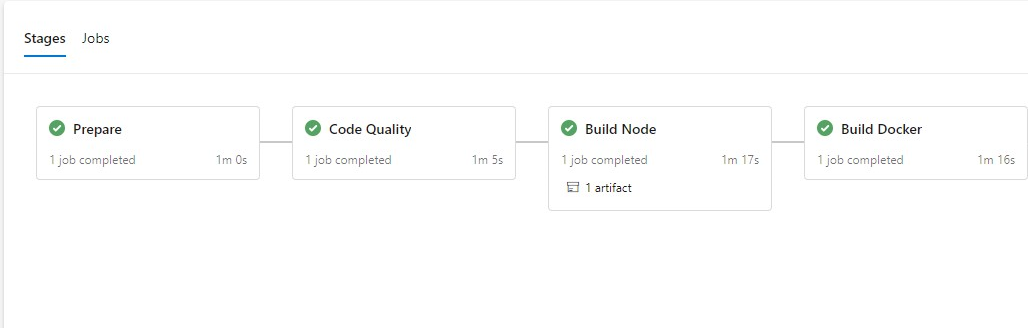 Stages Jobs
Prepare
1 job completed 1m 0s
Code Quality
1 job completed 1m 5s
Build Node
1 job completed 1m 17s
1 artifact
Build Docker
1 job completed 1m 16s